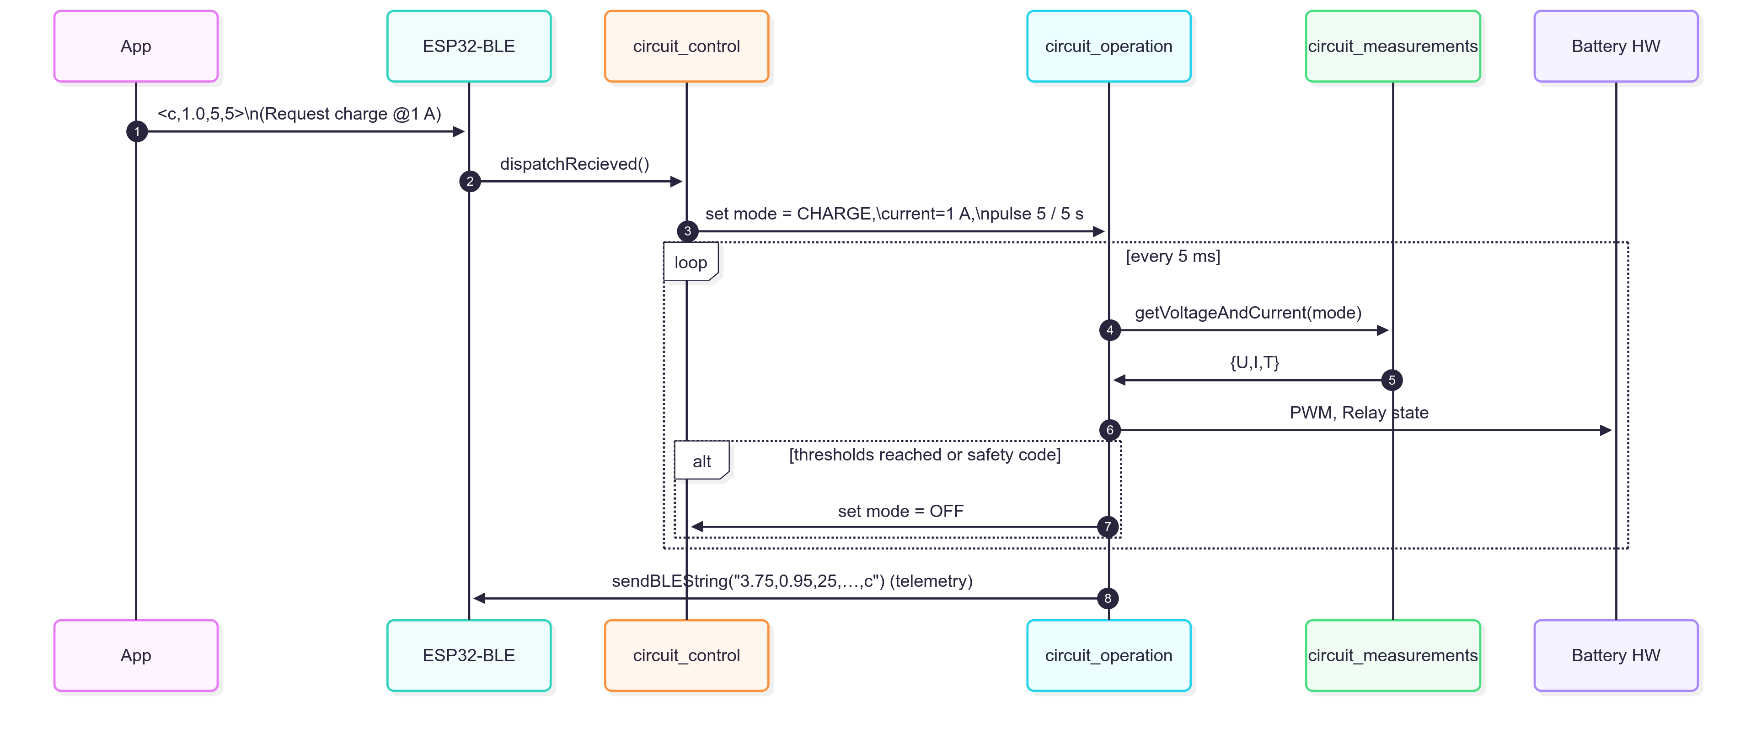 App
ESP32-BLE
circuit_control
circuit_operation
circuit_measurements
Battery HW
<c,1.0,5,5>\n(Request charge @1 A)
1
dispatchRecieved()
2
set mode = CHARGE,\current=1 A,\npulse 5 / 5 s
3
loop
[every 5 ms]
getVoltageAndCurrent(mode)
4
{U,I,T}
5
PWM, Relay state
6
alt
[thresholds reached or safety code]
set mode = OFF
7
sendBLEString("3.75,0.95,25,…,c") (telemetry)
8
App
ESP32-BLE
circuit_control
circuit_operation
circuit_measurements
Battery HW